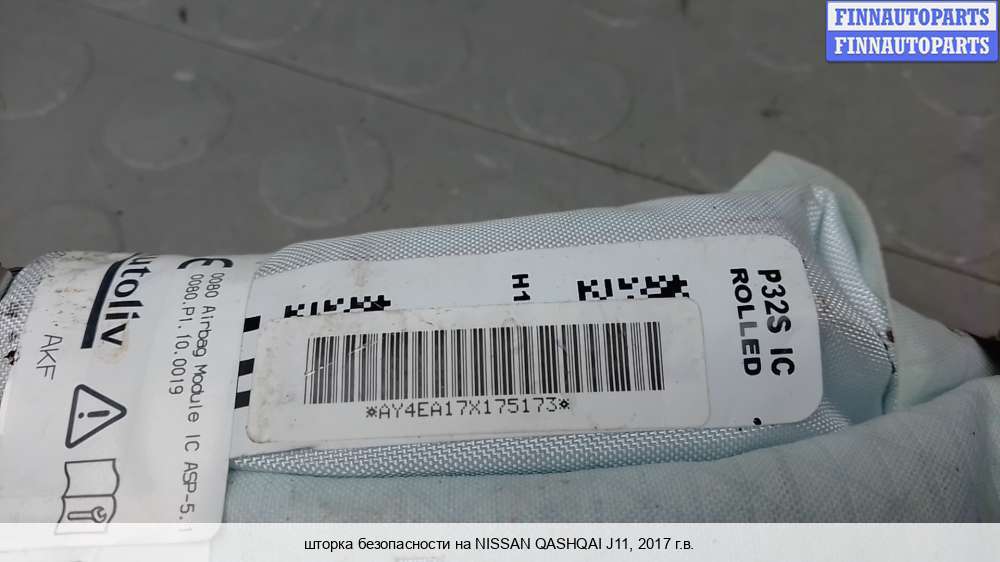 FINNAUTOPARTS
FINNAUTOPARTS
utoliv
AKF
CE
0080 Airbag Module IC ASP-5.1
0080.P1.10.0019
H1
P32S IC
ROLLED
*AY4EA17X175173*
шторка безопасности на NISSAN QASHQAI J11, 2017 г.в.